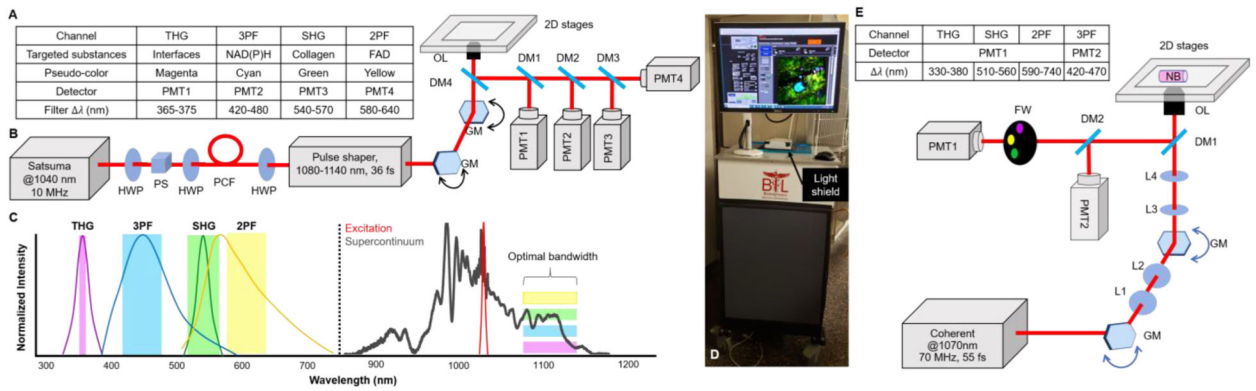 A
Channel THG 3PF SHG 2PF
Targeted substances Interfaces NAD(P)H Collagen FAD
Pseudo-color Magenta Cyan Green Yellow
Detector PMT1 PMT2 PMT3 PMT4
Filter Δλ (nm) 365-375 420-480 540-570 580-640
2D stages
OL
DM1
DM2
DM3
DM4
PMT4
GM
PMT1
PMT2
PMT3
GM
B
Satsuma
@1040 nm
10 MHz
HWP
PS
HWP
PCF
HWP
Pulse shaper,
1080-1140 nm, 36 fs
C
THG 3PF SHG 2PF
Excitation
Supercontinuum
Optimal bandwidth
Normalized Intensity
300 400 500 600 700 900 1000 1100 1200
Wavelength (nm)
Light
shield
D
E
Channel THG SHG 2PF 3PF
Detector PMT1 PMT2
Δλ (nm) 330-380 510-560 590-740 420-470
2D stages
NB
OL
FW
DM2
PMT1
DM1
PMT2
L4
L3
GM
L2
L1
GM
Coherent
@1070nm
70 MHz, 55 fs